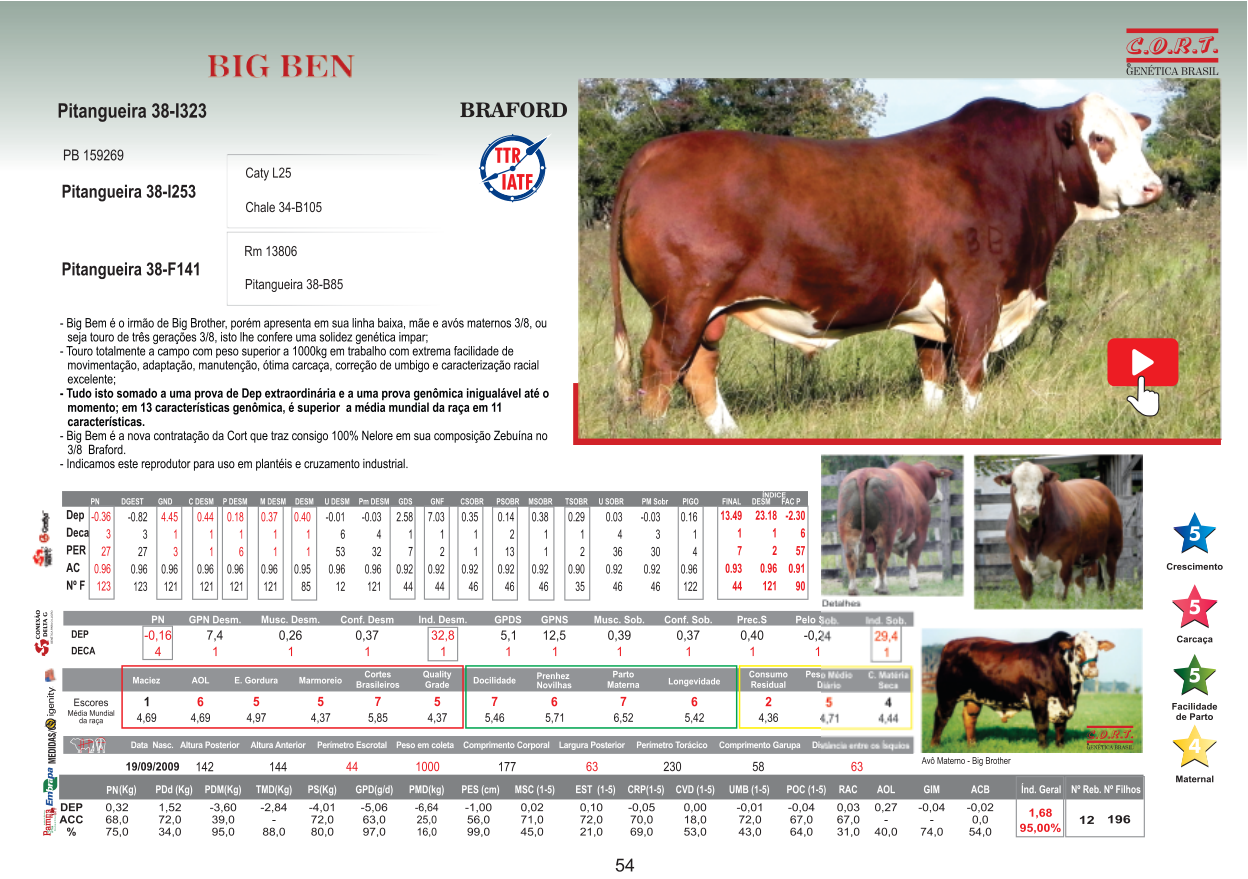 BIG BEN
C.O.R.T.
GENÉTICA BRASIL
Pitangueira 38-I323
BRAFORD
PB 159269
Pitangueira 38-I253
Caty L25
Chale 34-B105
TTR
IATF
Pitangueira 38-F141
Rm 13806
Pitangueira 38-B85
BB
- Big Bem é o irmão de Big Brother, porém apresenta em sua linha baixa, mãe e avós maternos 3/8, ou
seja touro de três gerações 3/8, isto lhe confere uma solidez genética impar;
- Touro totalmente a campo com peso superior a 1000kg em trabalho com extrema facilidade de
movimentação, adaptação, manutenção, ótima carcaça, correção de umbigo e caracterização racial
excelente;
- Tudo isto somado a uma prova de Dep extraordinária e a uma prova genômica inigualável até o
momento; em 13 características genômica, é superior a média mundial da raça em 11
características.
- Big Bem é a nova contratação da Cort que traz consigo 100% Nelore em sua composição Zebuína no
3/8 Braford.
- Indicamos este reprodutor para uso em plantéis e cruzamento industrial.
ÍNDICE
PN DGEST GND C DESM P DESM M DESM DESM U DESM Pm DESM GDS GNF CSOBR PSOBR MSOBR TSOBR U SOBR PM Sobr PIGO FINAL DESM FAC P
Dep -0.36 -0.82 4.45 0.44 0.18 0.37 0.40 -0.01 -0.03 2.58 7.03 0.35 0.14 0.38 0.29 0.03 -0.03 0.16 13.49 23.18 -2.30
Deca 3 3 1 1 1 1 1 6 4 1 1 1 2 1 1 4 3 1 1 1 6
PER 27 27 3 1 6 1 1 53 32 7 2 1 13 1 2 36 30 4 7 2 57
AC 0.96 0.96 0.96 0.96 0.96 0.96 0.95 0.96 0.96 0.92 0.92 0.92 0.92 0.92 0.90 0.92 0.92 0.96 0.93 0.96 0.91
Nº F 123 123 121 121 121 121 85 12 121 44 44 46 46 46 35 46 46 122 44 121 90
Detalhes
CONEXÃO
DELTA G
PN GPN Desm. Musc. Desm. Conf. Desm Ind. Desm. GPDS GPNS Musc. Sob. Conf. Sob. Prec.S Pelo Sob. Ind. Sob.
DEP -0,16 7,4 0,26 0,37 32,8 5,1 12,5 0,39 0,37 0,40 -0,24 29,4
DECA 4 1 1 1 1 1 1 1 1 1 1 1
igenity
Maciez AOL E. Gordura Marmoreio Cortes Brasileiros Quality Grade Docilidade Prenhez Novilhas Parto Materna Longevidade Consumo Residual Peso Médio Diário C. Matéria Seca
Escores 1 6 5 5 7 5 7 6 7 6 2 5 4
Média Mundial da raça 4,69 4,69 4,97 4,37 5,85 4,37 5,46 5,71 6,52 5,42 4,36 4,71 4,44
MEDIDAS
Data Nasc. Altura Posterior Altura Anterior Perímetro Escrotal Peso em coleta Comprimento Corporal Largura Posterior Perímetro Torácico Comprimento Garupa Distância entre os Ísquios
19/09/2009 142 144 44 1000 177 63 230 58 63
C.O.R.T.
GENÉTICA BRASIL
Avô Materno - Big Brother
5
Crescimento
5
Carcaça
5
Facilidade
de Parto
4
Maternal
Embrapa
Pampa
PN(Kg) PDd (Kg) PDM(Kg) TMD(Kg) PS(Kg) GPD(g/d) PMD(kg) PES (cm) MSC (1-5) EST (1-5) CRP(1-5) CVD (1-5) UMB (1-5) POC (1-5) RAC AOL GIM ACB Índ. Geral Nº Reb. Nº Filhos
DEP 0,32 1,52 -3,60 -2,84 -4,01 -5,06 -6,64 -1,00 0,02 0,10 -0,05 0,00 -0,01 -0,04 0,03 0,27 -0,04 -0,02 1,68
ACC 68,0 72,0 39,0 - 72,0 63,0 25,0 56,0 71,0 72,0 70,0 18,0 72,0 67,0 67,0 - - 0,0 12 196
% 75,0 34,0 95,0 88,0 80,0 97,0 16,0 99,0 45,0 21,0 69,0 53,0 43,0 64,0 31,0 40,0 74,0 54,0 95,00%
54